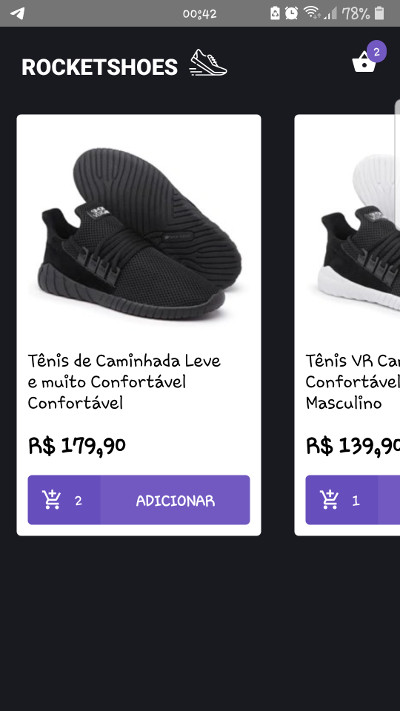 00:42
78%
ROCKETSHOES
2
Tênis de Caminhada Leve
e muito Confortável
Confortável
R$ 179,90
2 ADICIONAR
Tênis VR Ca
Confortável
Masculino
R$ 139,90
1